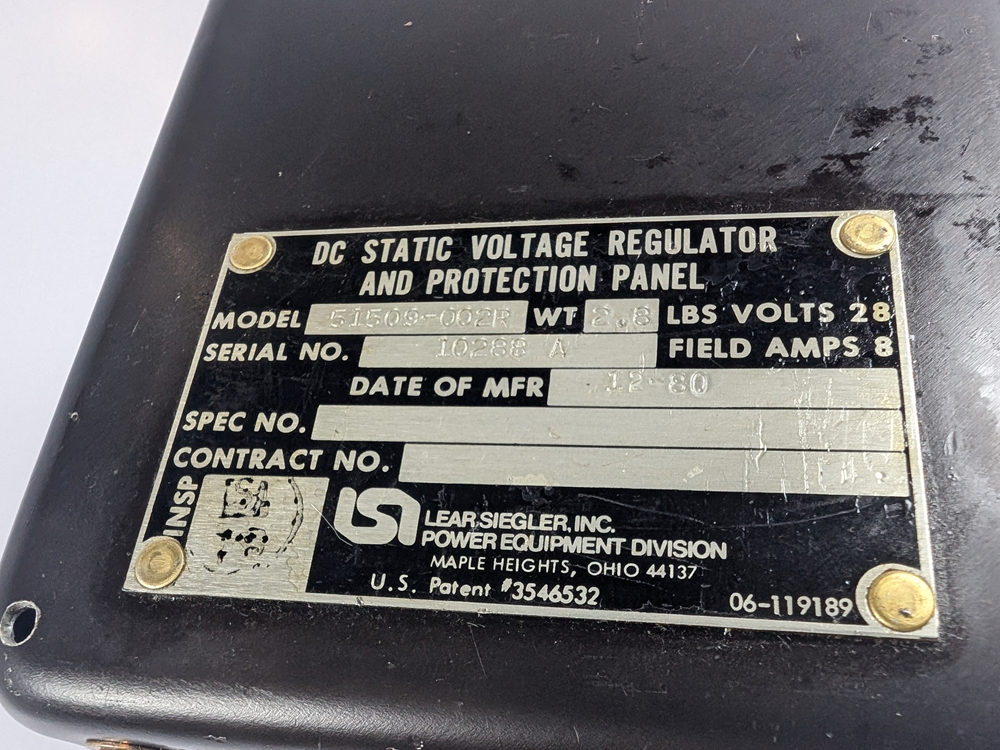 DC STATIC VOLTAGE REGULATOR
AND PROTECTION PANEL
MODEL 51509-002R WT 2.8 LBS VOLTS 28
SERIAL NO. 10288 A FIELD AMPS 8
DATE OF MFR 12-80
SPEC NO.
CONTRACT NO.
INSP
LSI
LEAR SIEGLER, INC.
POWER EQUIPMENT DIVISION
MAPLE HEIGHTS, OHIO 44137
U.S. Patent #3546532
06-119189